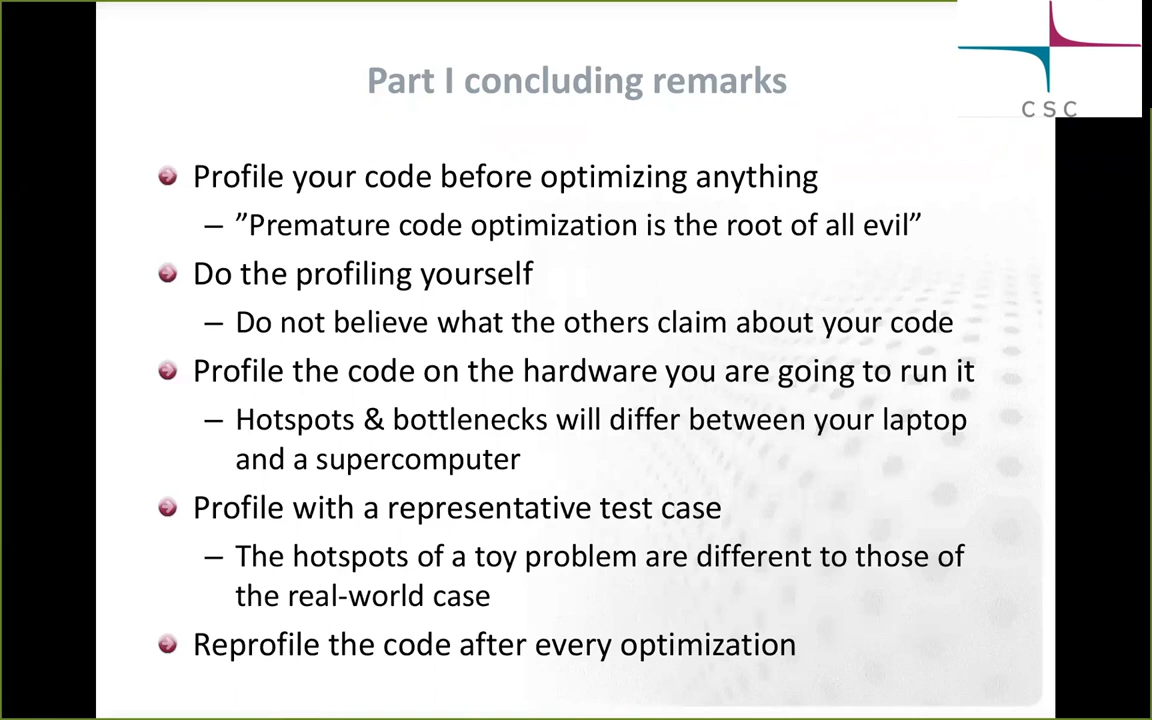 Part I concluding remarks
CSC
Profile your code before optimizing anything
– ”Premature code optimization is the root of all evil”
Do the profiling yourself
– Do not believe what the others claim about your code
Profile the code on the hardware you are going to run it
– Hotspots & bottlenecks will differ between your laptop
and a supercomputer
Profile with a representative test case
– The hotspots of a toy problem are different to those of
the real-world case
Reprofile the code after every optimization